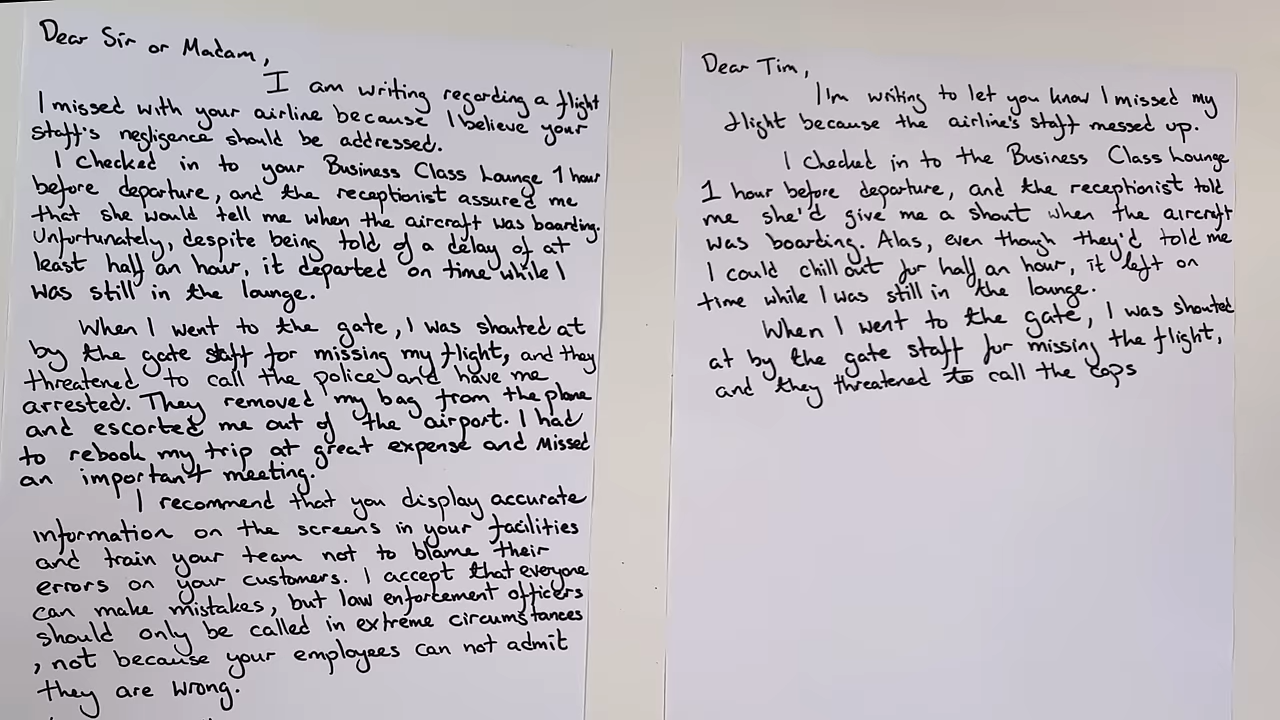 Dear Sir or Madam,
I am writing regarding a flight
I missed with your airline because I believe your
staff's negligence should be addressed.
I checked in to your Business Class Lounge 1 hour
before departure, and the receptionist assured me
that she would tell me when the aircraft was boarding.
Unfortunately, despite being told of a delay of at
least half an hour, it departed on time while I
was still in the lounge.
When I went to the gate, I was shouted at
by the gate staff for missing my flight, and they
threatened to call the police and have me
arrested. They removed my bag from the plane
and escorted me out of the airport. I had
to rebook my trip at great expense and missed
an important meeting.
I recommend that you display accurate
information on the screens in your facilities
and train your team not to blame their
errors on your customers. I accept that everyone
can make mistakes, but law enforcement officers
should only be called in extreme circumstances
, not because your employees can not admit
they are wrong.
Dear Tim,
I'm writing to let you know I missed my
flight because the airline's staff messed up.
I checked in to the Business Class Lounge
1 hour before departure, and the receptionist told
me she'd give me a shout when the aircraft
was boarding. Alas, even though they'd told me
I could chill out for half an hour, it left on
time while I was still in the lounge.
When I went to the gate, I was shouted
at by the gate staff for missing the flight,
and they threatened to call the cops